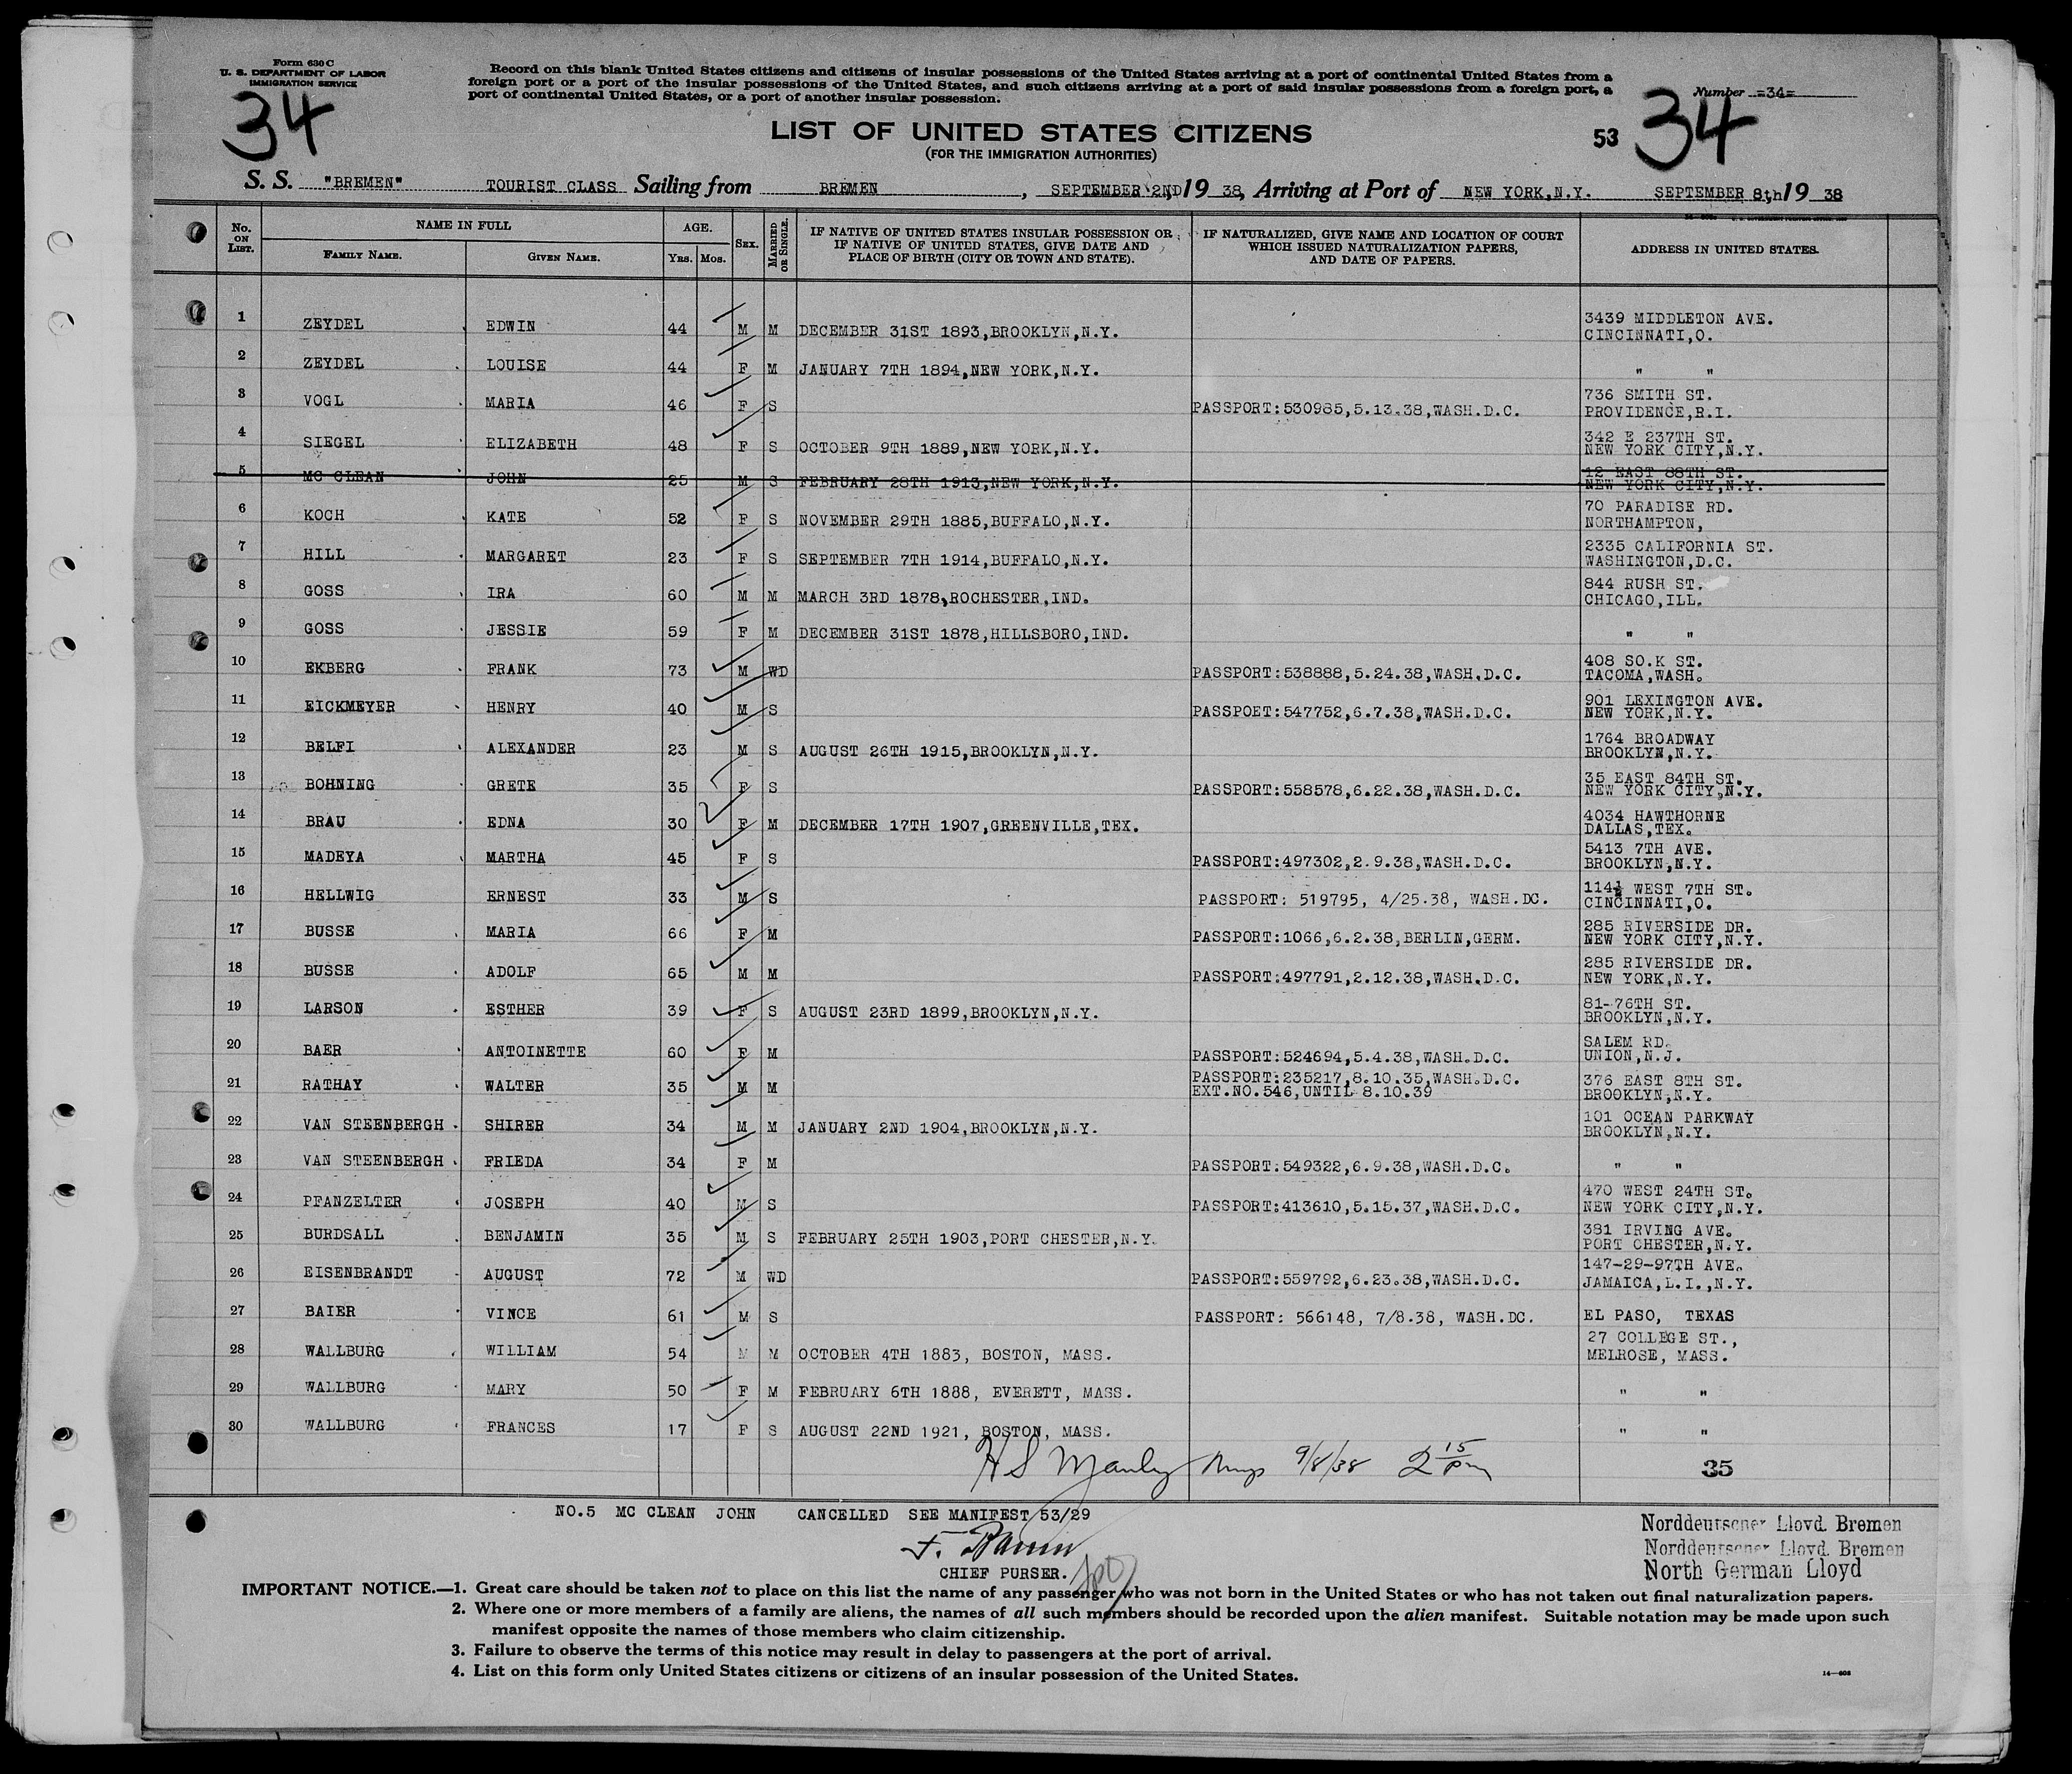 Form 630 C
U. S. DEPARTMENT OF LABOR
IMMIGRATION SERVICE
34
Record on this blank United States citizens and citizens of insular possessions of the United States arriving at a port of continental United States from a
foreign port or a port of the insular possessions of the United States, and such citizens arriving at a port of said insular possessions from a foreign port, a
port of continental United States, or a port of another insular possession.
Number =34=
LIST OF UNITED STATES CITIZENS
(FOR THE IMMIGRATION AUTHORITIES)
53 34
S. S. "BREMEN" TOURIST CLASS Sailing from BREMEN, SEPTEMBER 2ND 19 38, Arriving at Port of NEW YORK,N.Y. SEPTEMBER 8th, 19 38
No. ON LIST. NAME IN FULL FAMILY NAME. GIVEN NAME. AGE. YRS. MOS. SEX. MARRIED OR SINGLE. IF NATIVE OF UNITED STATES INSULAR POSSESSION OR IF NATIVE OF UNITED STATES, GIVE DATE AND PLACE OF BIRTH (CITY OR TOWN AND STATE). IF NATURALIZED, GIVE NAME AND LOCATION OF COURT WHICH ISSUED NATURALIZATION PAPERS, AND DATE OF PAPERS. ADDRESS IN UNITED STATES.
1 ZEYDEL EDWIN 44 M M DECEMBER 31ST 1893,BROOKLYN,N.Y. 3439 MIDDLETON AVE. CINCINNATI,O.
2 ZEYDEL LOUISE 44 F M JANUARY 7TH 1894,NEW YORK,N.Y. " "
3 VOGL MARIA 46 F S PASSPORT:530985,5.13.38,WASH.D.C. 736 SMITH ST. PROVIDENCE,R.I.
4 SIEGEL ELIZABETH 48 F S OCTOBER 9TH 1889,NEW YORK,N.Y. 342 E 237TH ST. NEW YORK CITY,N.Y.
5 MC CLEAN JOHN 25 M S FEBRUARY 28TH 1913,NEW YORK,N.Y. 12 EAST 88TH ST. NEW YORK CITY,N.Y.
6 KOCH KATE 52 F S NOVEMBER 29TH 1885,BUFFALO,N.Y. 70 PARADISE RD. NORTHAMPTON,
7 HILL MARGARET 23 F S SEPTEMBER 7TH 1914,BUFFALO,N.Y. 2335 CALIFORNIA ST. WASHINGTON,D.C.
8 GOSS IRA 60 M M MARCH 3RD 1878,ROCHESTER,IND. 844 RUSH ST. CHICAGO,ILL.
9 GOSS JESSIE 59 F M DECEMBER 31ST 1878,HILLSBORO,IND. " "
10 EKBERG FRANK 73 M WD PASSPORT:538888,5.24.38,WASH.D.C. 408 SO.K ST. TACOMA,WASH.
11 EICKMEYER HENRY 40 M S PASSPOET:547752,6.7.38,WASH.D.C. 901 LEXINGTON AVE. NEW YORK,N.Y.
12 BELFI ALEXANDER 23 M S AUGUST 26TH 1915,BROOKLYN,N.Y. 1764 BROADWAY BROOKLYN,N.Y.
13 BOHNING GRETE 35 F S PASSPORT:558578,6.22.38,WASH.D.C. 35 EAST 84TH ST. NEW YORK CITY,N.Y.
14 BRAU EDNA 30 F M DECEMBER 17TH 1907,GREENVILLE,TEX. 4034 HAWTHORNE DALLAS,TEX.
15 MADEYA MARTHA 45 F S PASSPORT:497302,2.9.38,WASH.D.C. 5413 7TH AVE. BROOKLYN,N.Y.
16 HELLWIG ERNEST 33 M S PASSPORT: 519795, 4/25.38, WASH.DC. 114½ WEST 7TH ST. CINCINNATI,O.
17 BUSSE MARIA 66 F M PASSPORT:1066,6.2.38,BERLIN,GERM. 285 RIVERSIDE DR. NEW YORK CITY,N.Y.
18 BUSSE ADOLF 65 M M PASSPORT:497791,2.12.38,WASH.D.C. 285 RIVERSIDE DR. NEW YORK,N.Y.
19 LARSON ESTHER 39 F S AUGUST 23RD 1899,BROOKLYN,N.Y. 81-76TH ST. BROOKLYN,N.Y.
20 BAER ANTOINETTE 60 F M PASSPORT:524694,5.4.38,WASH.D.C. SALEM RD. UNION,N.J.
21 RATHAY WALTER 35 M M PASSPORT:235217,8.10.35,WASH.D.C. EXT.NO.546,UNTIL 8.10.39 376 EAST 8TH ST. BROOKLYN,N.Y.
22 VAN STEENBERGH SHIRER 34 M M JANUARY 2ND 1904,BROOKLYN,N.Y. 101 OCEAN PARKWAY BROOKLYN,N.Y.
23 VAN STEENBERGH FRIEDA 34 F M PASSPORT:549322,6.9.38,WASH.D.C. " "
24 PFANZELTER JOSEPH 40 M S PASSPORT:413610,5.15.37,WASH.D.C. 470 WEST 24TH ST. NEW YORK CITY,N.Y.
25 BURDSALL BENJAMIN 35 M S FEBRUARY 25TH 1903,PORT CHESTER,N.Y. 381 IRVING AVE. PORT CHESTER,N.Y.
26 EISENBRANDT AUGUST 72 M WD PASSPORT:559792,6.23.38,WASH.D.C. 147-29-97TH AVE. JAMAICA,L.I.,N.Y.
27 BAIER VINCE 61 M S PASSPORT: 566148, 7/8.38, WASH.DC. EL PASO, TEXAS
28 WALLBURG WILLIAM 54 M M OCTOBER 4TH 1883, BOSTON, MASS. 27 COLLEGE ST., MELROSE, MASS.
29 WALLBURG MARY 50 F M FEBRUARY 6TH 1888, EVERETT, MASS. " "
30 WALLBURG FRANCES 17 F S AUGUST 22ND 1921, BOSTON, MASS. " "
H S Manley 9/8/38 2 15 pm
35
NO.5 MC CLEAN JOHN CANCELLED SEE MANIFEST 53/29
CHIEF PURSER.
Norddeutscher Lloyd Bremen
Norddeutscher Lloyd Bremen
North German Lloyd
IMPORTANT NOTICE.—1. Great care should be taken not to place on this list the name of any passenger who was not born in the United States or who has not taken out final naturalization papers.
2. Where one or more members of a family are aliens, the names of all such members should be recorded upon the alien manifest. Suitable notation may be made upon such
manifest opposite the names of those members who claim citizenship.
3. Failure to observe the terms of this notice may result in delay to passengers at the port of arrival.
4. List on this form only United States citizens or citizens of an insular possession of the United States.